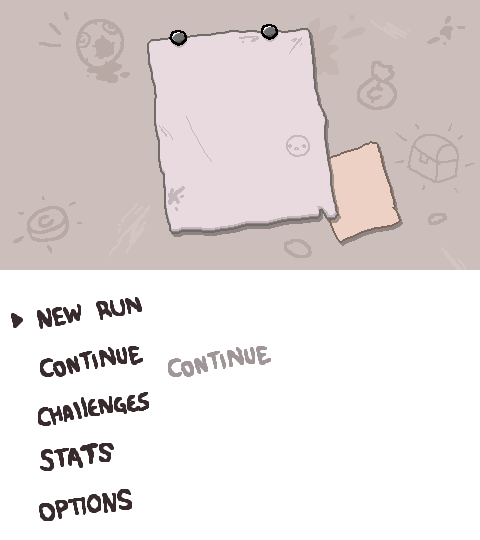 NEW RUN
CONTINUE CONTINUE
CHAllENGES
STATS
OPTIONS